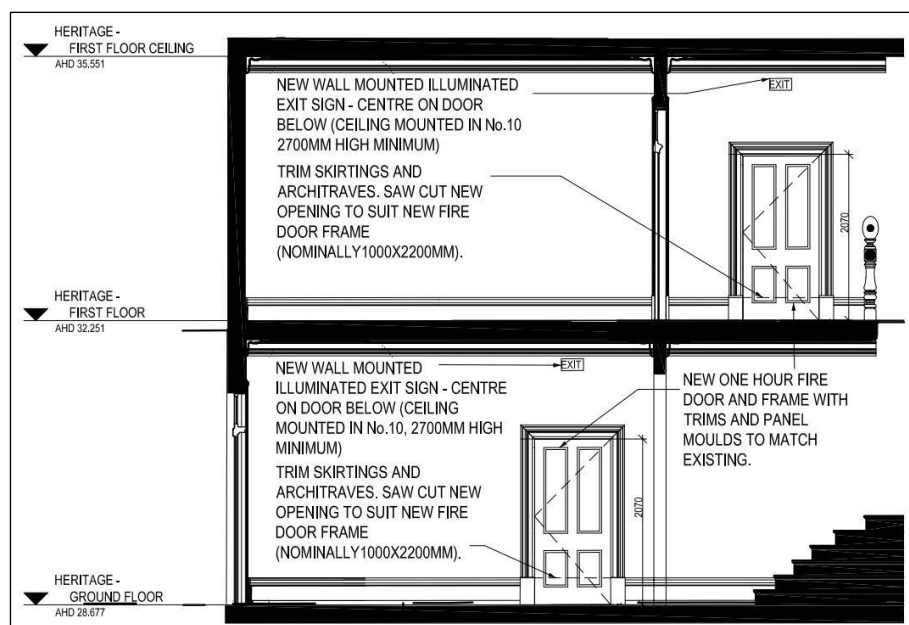 HERITAGE -
FIRST FLOOR CEILING
AHD 35.551
NEW WALL MOUNTED ILLUMINATED
EXIT SIGN - CENTRE ON DOOR
BELOW (CEILING MOUNTED IN No.10
2700MM HIGH MINIMUM)
EXIT
TRIM SKIRTINGS AND
ARCHITRAVES. SAW CUT NEW
OPENING TO SUIT NEW FIRE
DOOR FRAME
(NOMINALLY1000X2200MM).
2070
HERITAGE -
FIRST FLOOR
AHD 32.251
NEW WALL MOUNTED
ILLUMINATED EXIT SIGN - CENTRE
ON DOOR BELOW (CEILING
MOUNTED IN No.10, 2700MM HIGH
MINIMUM)
EXIT
NEW ONE HOUR FIRE
DOOR AND FRAME WITH
TRIMS AND PANEL
MOULDS TO MATCH
EXISTING.
TRIM SKIRTINGS AND
ARCHITRAVES. SAW CUT NEW
OPENING TO SUIT NEW FIRE
DOOR FRAME
(NOMINALLY1000X2200MM).
2070
HERITAGE -
GROUND FLOOR
AHD 28.677